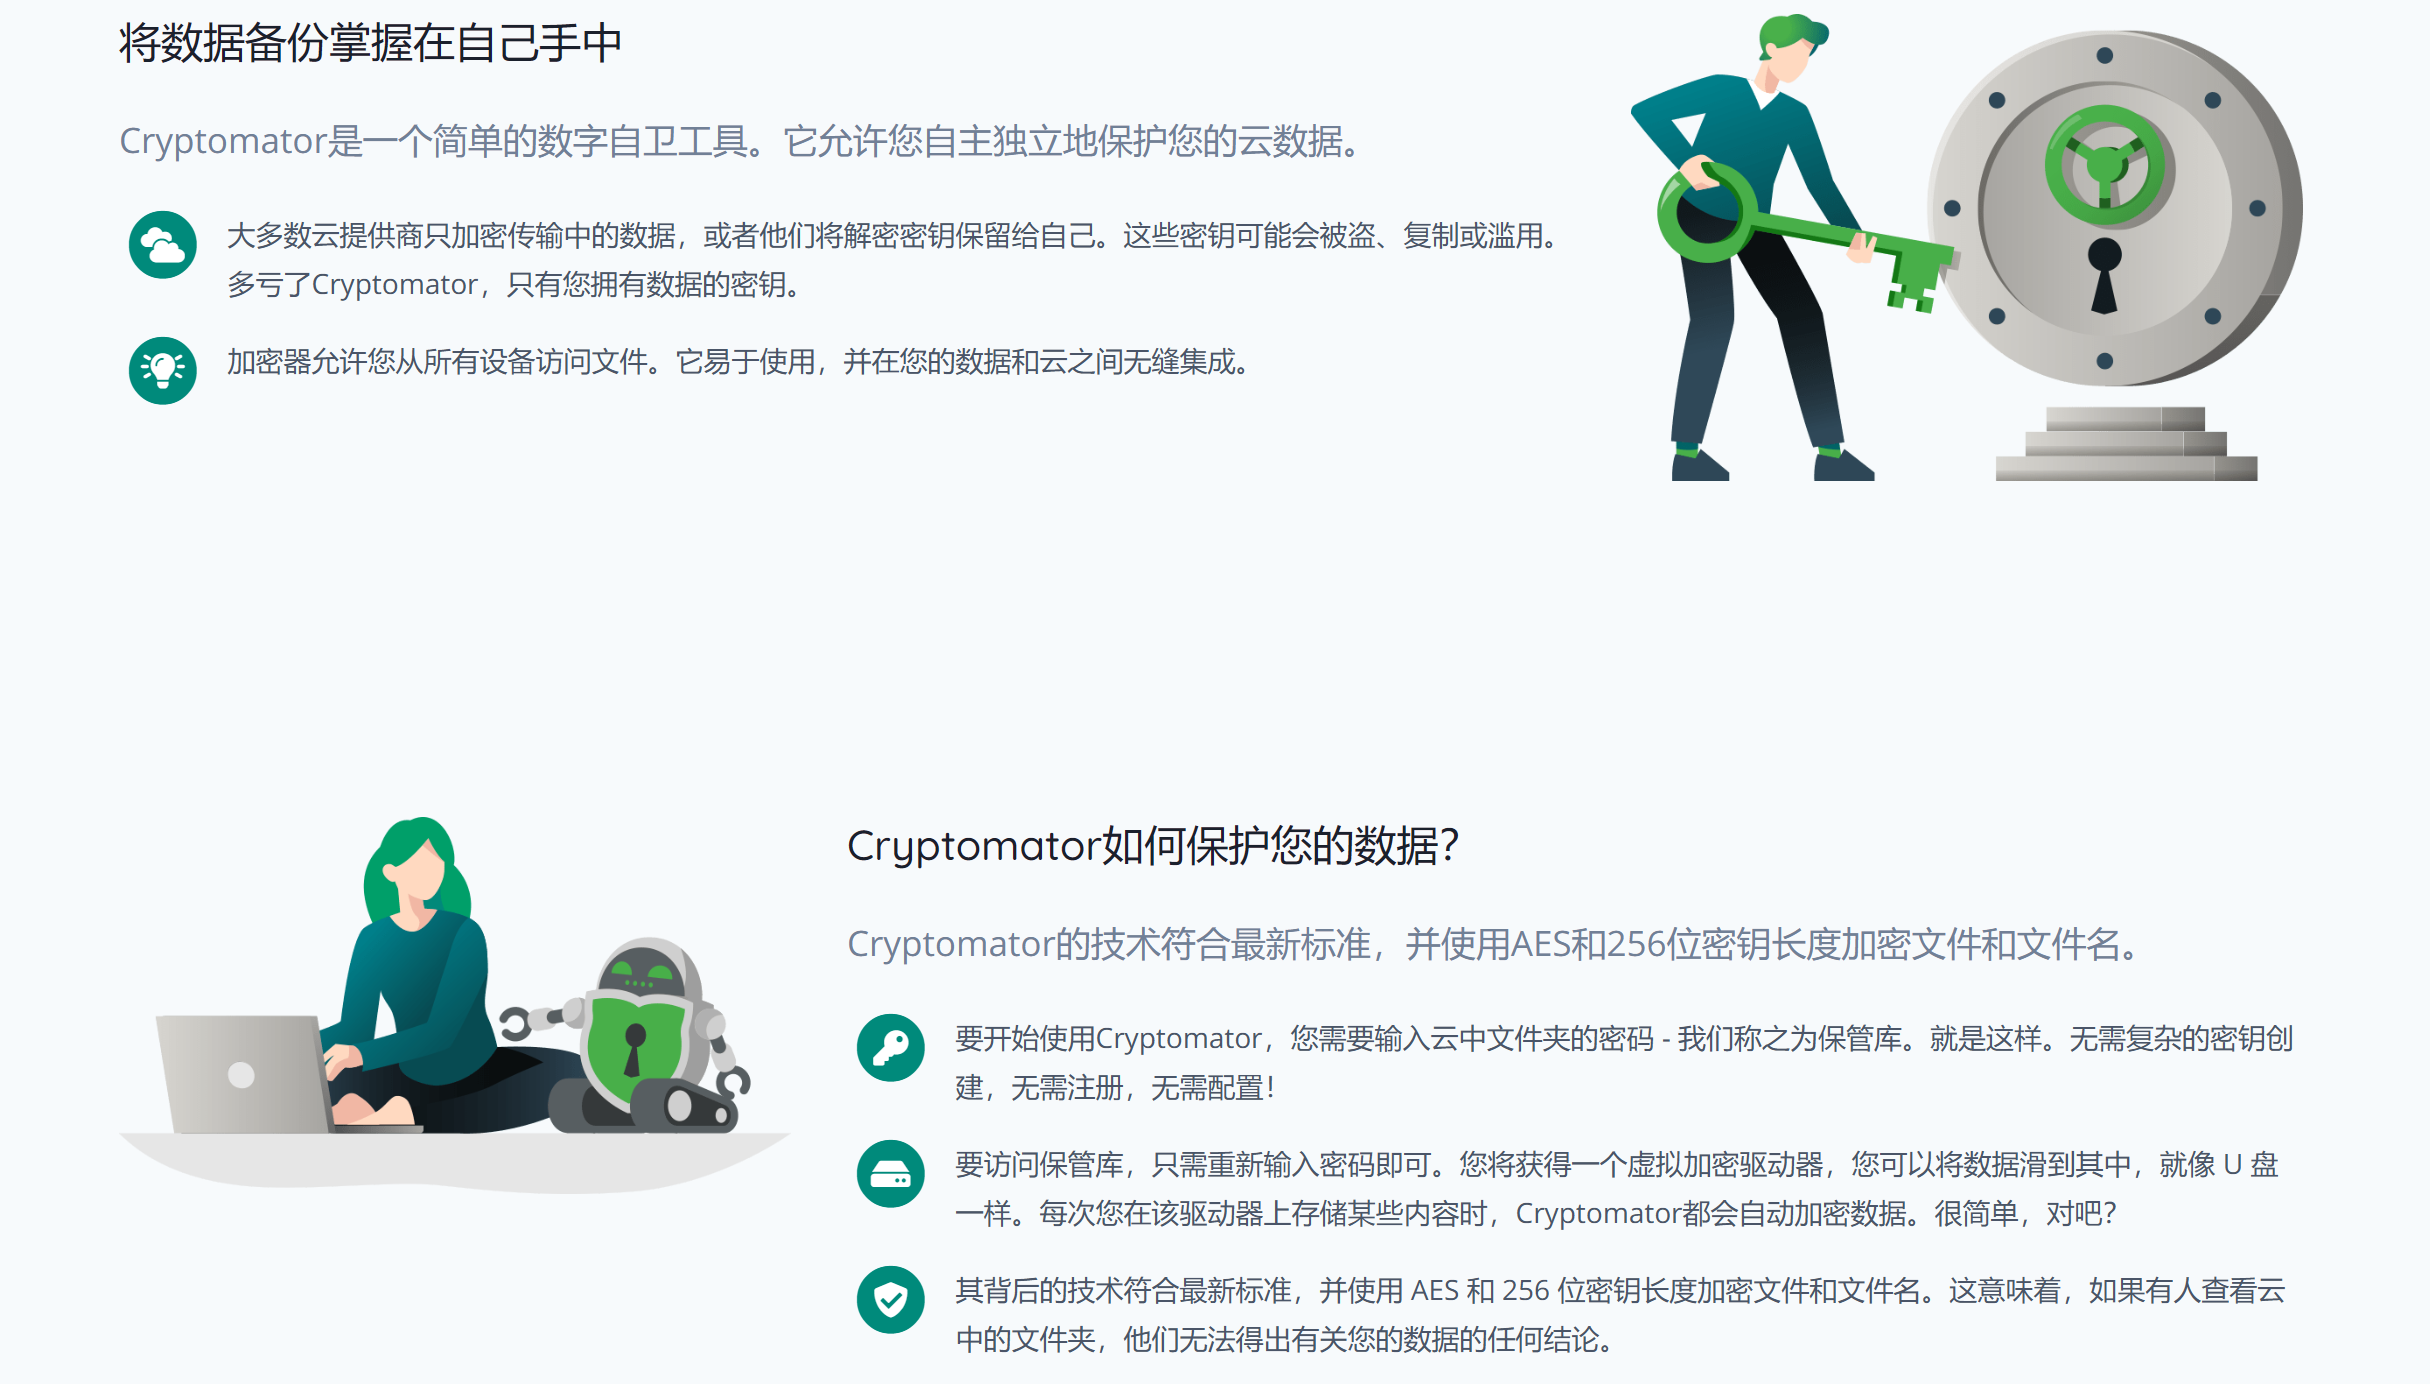 将数据备份掌握在自己手中
Cryptomator是一个简单的数字自卫工具。它允许您自主独立地保护您的云数据。
大多数云提供商只加密传输中的数据，或者他们将解密密钥保留给自己。这些密钥可能会被盗、复制或滥用。
多亏了Cryptomator，只有您拥有数据的密钥。
加密器允许您从所有设备访问文件。它易于使用，并在您的数据和云之间无缝集成。
Cryptomator如何保护您的数据？
Cryptomator的技术符合最新标准，并使用AES和256位密钥长度加密文件和文件名。
要开始使用Cryptomator，您需要输入云中文件夹的密码 - 我们称之为保管库。就是这样。无需复杂的密钥创
建，无需注册，无需配置！
要访问保管库，只需重新输入密码即可。您将获得一个虚拟加密驱动器，您可以将数据滑到其中，就像 U 盘
一样。每次您在该驱动器上存储某些内容时，Cryptomator都会自动加密数据。很简单，对吧？
其背后的技术符合最新标准，并使用 AES 和 256 位密钥长度加密文件和文件名。这意味着，如果有人查看云
中的文件夹，他们无法得出有关您的数据的任何结论。